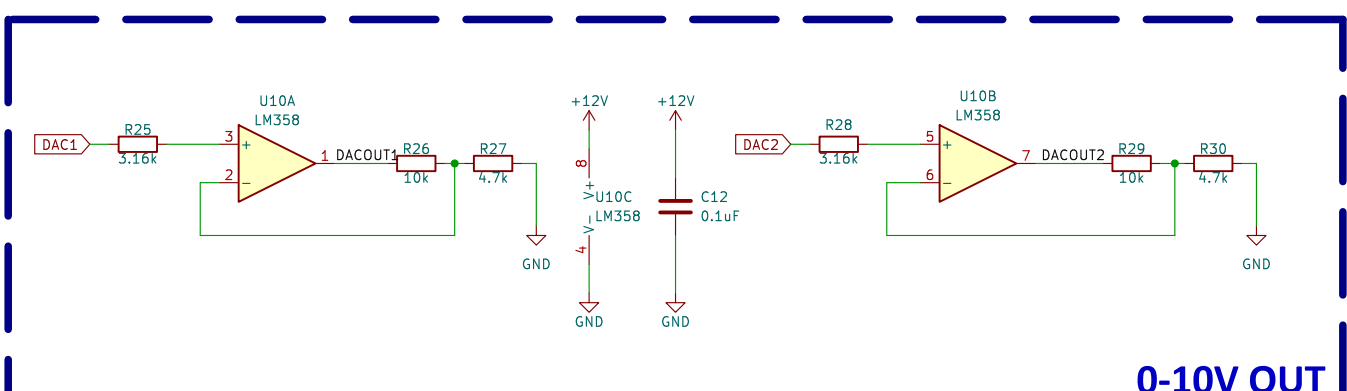 U10A
LM358
DAC1
R25
3.16k
3
+
2
−
1
DACOUT1
R26
10k
R27
4.7k
GND
+12V
8
V+
U10C
LM358
V−
4
GND
+12V
C12
0.1uF
GND
U10B
LM358
DAC2
R28
3.16k
5
+
6
−
7
DACOUT2
R29
10k
R30
4.7k
GND
0-10V OUT